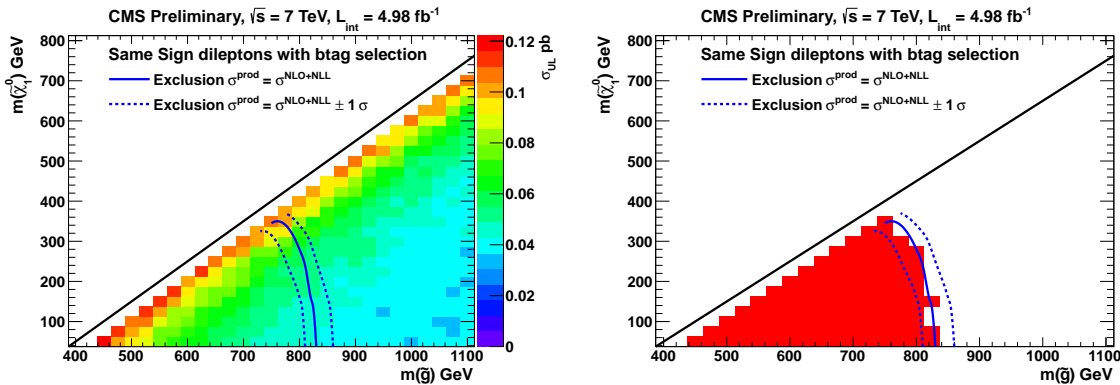 CMS Preliminary, √s = 7 TeV, L_int = 4.98 fb⁻¹
m(χ̃₁⁰) GeV
800
700
600
500
400
300
200
100
Same Sign dileptons with btag selection
Exclusion σ^prod = σ^NLO+NLL
Exclusion σ^prod = σ^NLO+NLL ± 1 σ
400 500 600 700 800 900 1000 1100
m(g̃) GeV
σ_UL pb
0.12
0.1
0.08
0.06
0.04
0.02
0
CMS Preliminary, √s = 7 TeV, L_int = 4.98 fb⁻¹
m(χ̃₁⁰) GeV
800
700
600
500
400
300
200
100
Same Sign dileptons with btag selection
Exclusion σ^prod = σ^NLO+NLL
Exclusion σ^prod = σ^NLO+NLL ± 1 σ
400 500 600 700 800 900 1000 1100
m(g̃) GeV